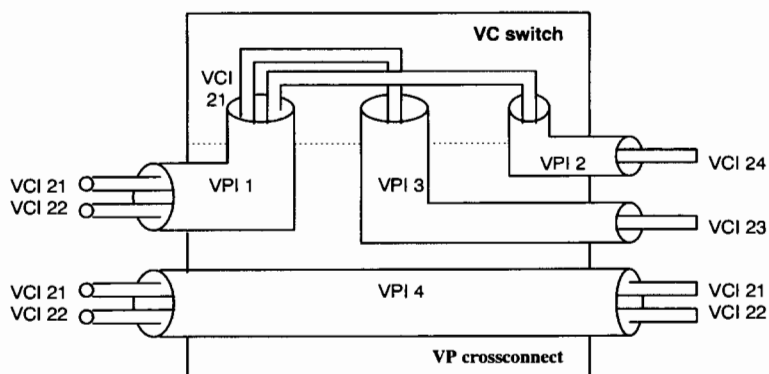 VC switch
VCI
21
VCI 21
VCI 22
VPI 1
VPI 3
VPI 2
VCI 24
VCI 23
VCI 21
VCI 22
VPI 4
VCI 21
VCI 22
VP crossconnect